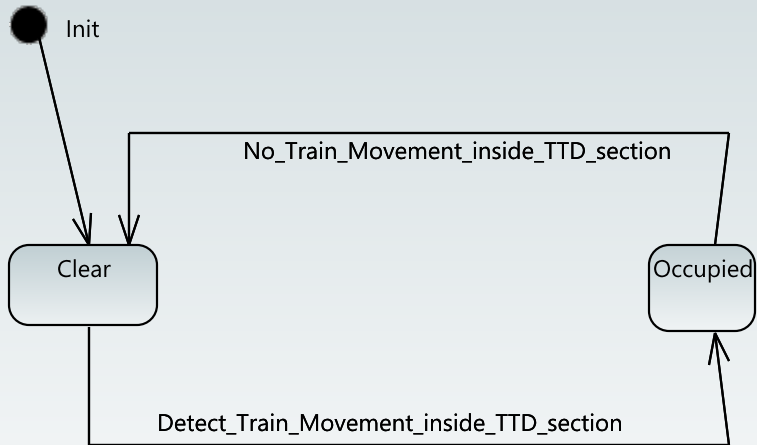 Init
No_Train_Movement_inside_TTD_section
Clear
Occupied
Detect_Train_Movement_inside_TTD_section